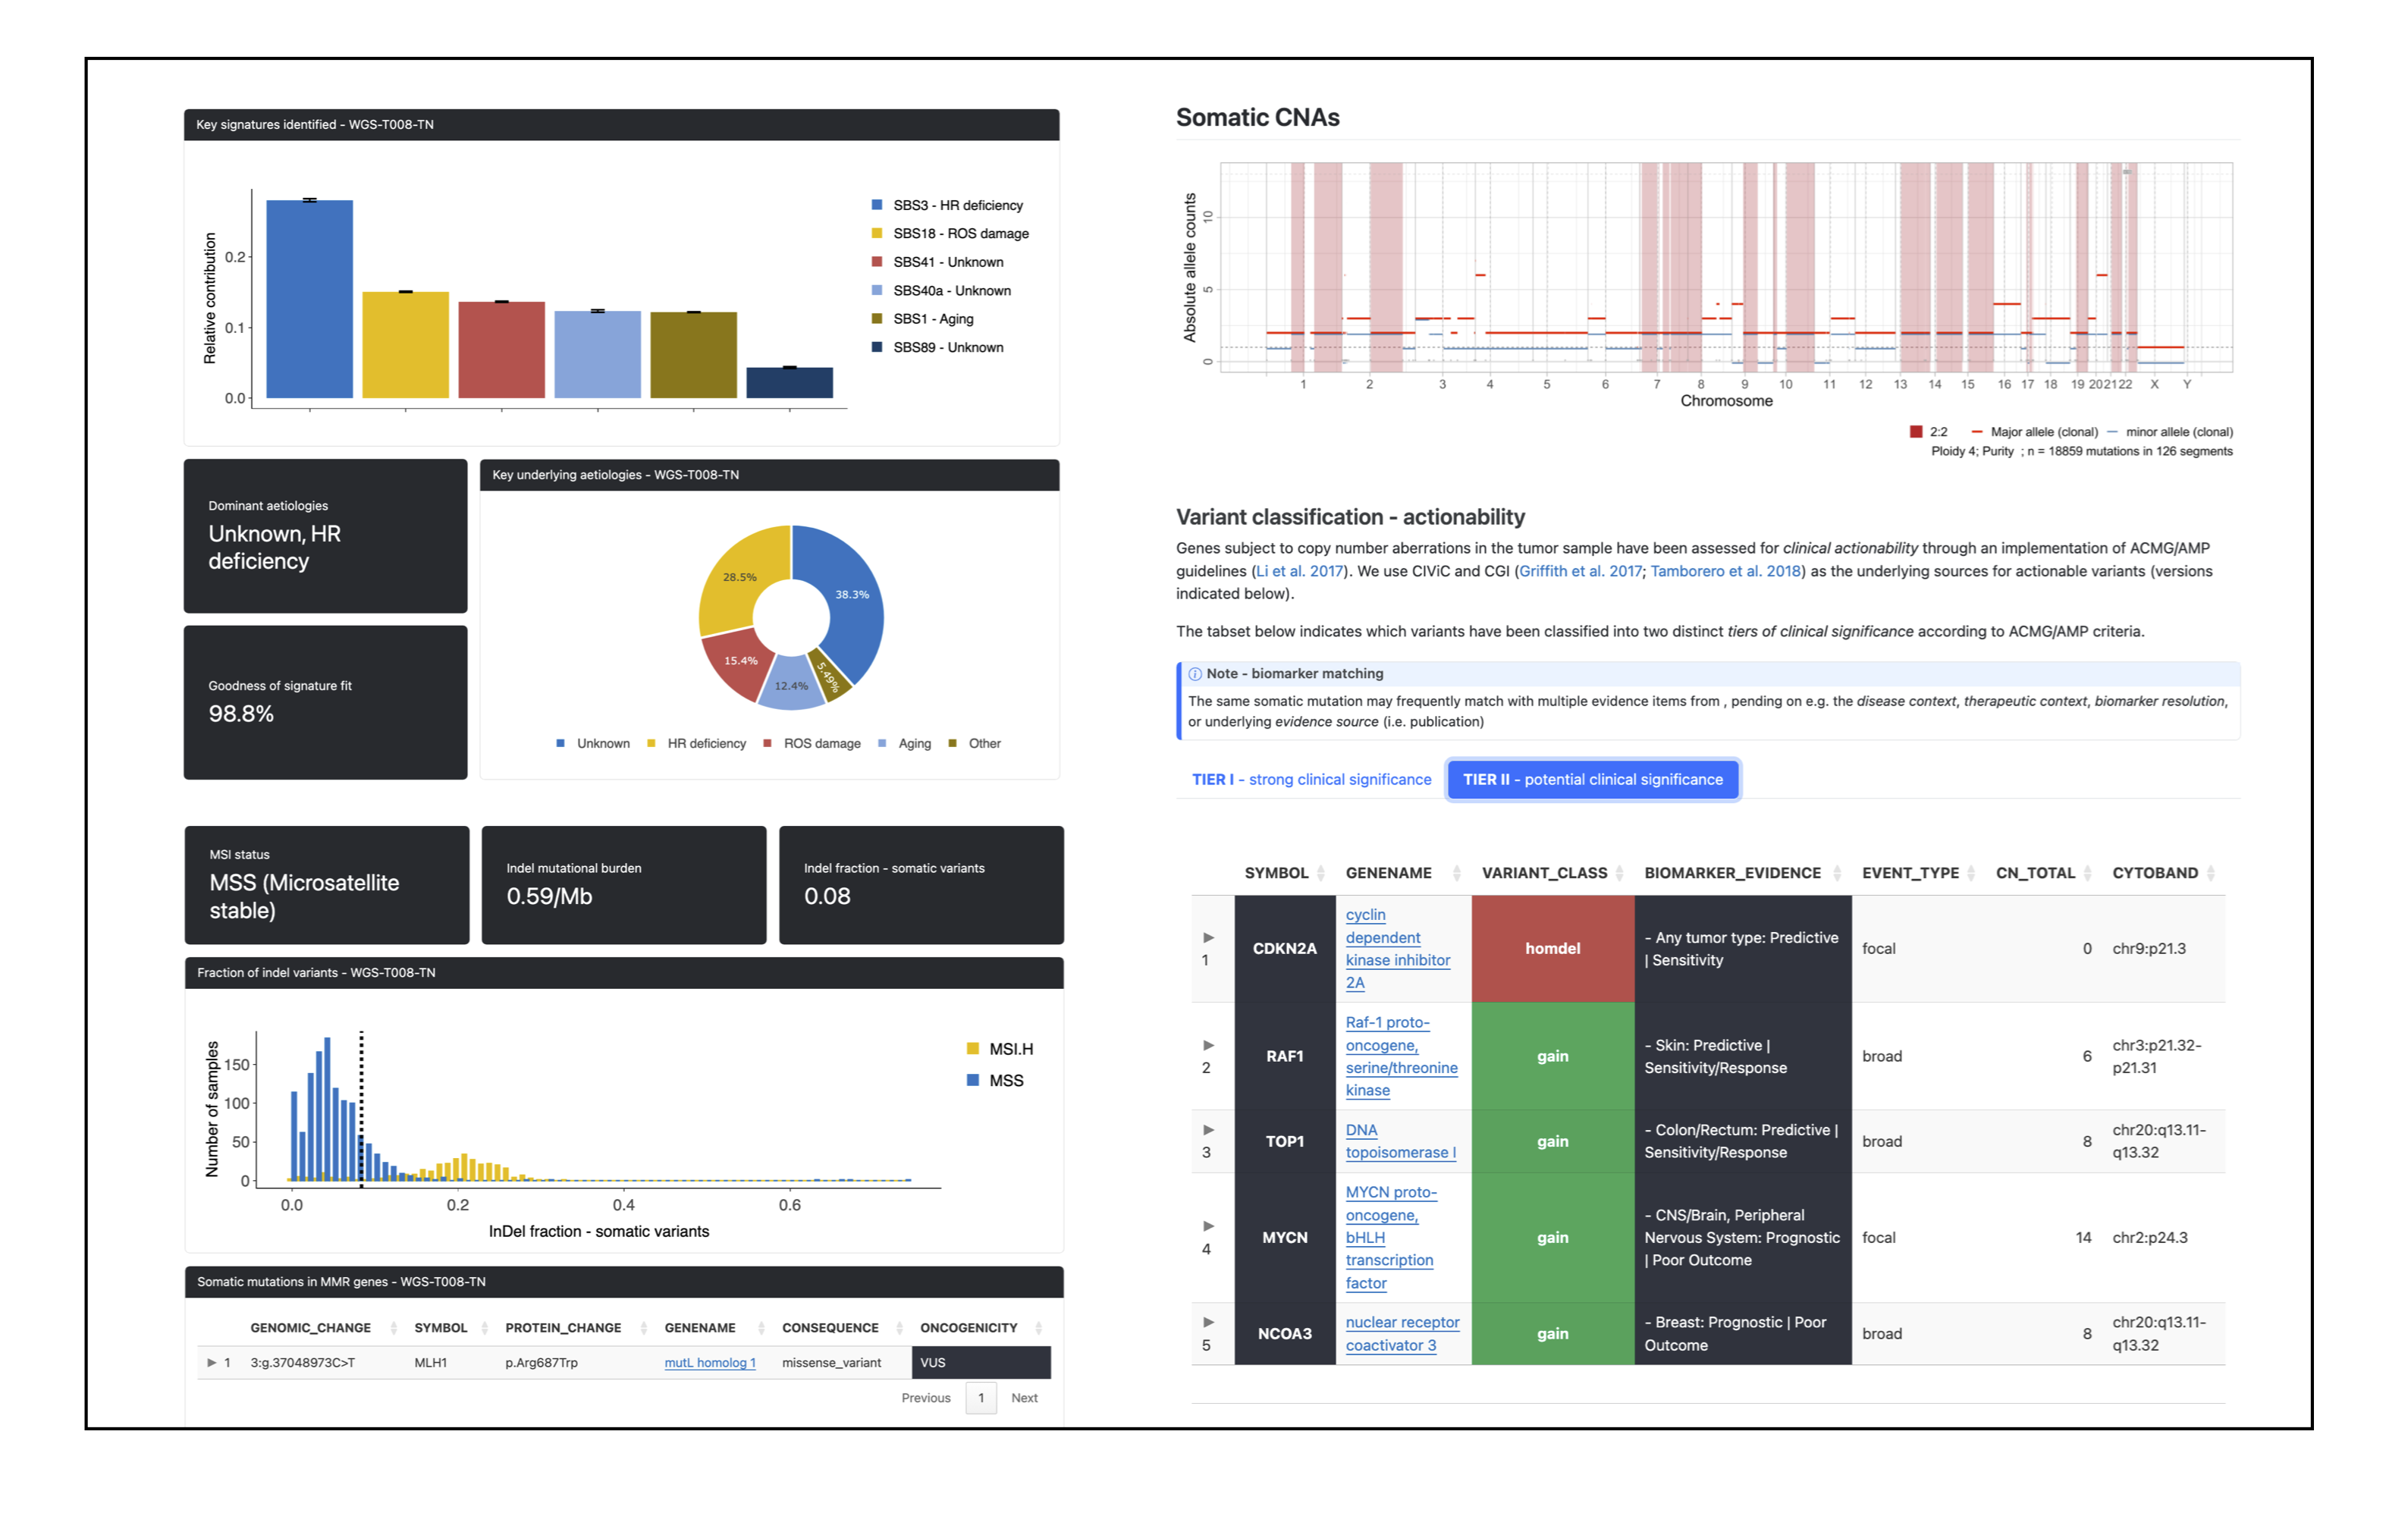 Key signatures identified - WGS-T008-TN
Relative contribution
0.2
0.1
0.0
SBS3 - HR deficiency
SBS18 - ROS damage
SBS41 - Unknown
SBS40a - Unknown
SBS1 - Aging
SBS89 - Unknown
Dominant aetiologies
Unknown, HR
deficiency
Goodness of signature fit
98.8%
Key underlying aetiologies - WGS-T008-TN
28.5%
38.3%
15.4%
12.4%
5.49%
Unknown HR deficiency ROS damage Aging Other
MSI status
MSS (Microsatellite
stable)
Indel mutational burden
0.59/Mb
Indel fraction - somatic variants
0.08
Fraction of indel variants - WGS-T008-TN
Number of samples
150
100
50
0
0.0 0.2 0.4 0.6
InDel fraction - somatic variants
MSI.H
MSS
Somatic mutations in MMR genes - WGS-T008-TN
GENOMIC_CHANGE SYMBOL PROTEIN_CHANGE GENENAME CONSEQUENCE ONCOGENICITY
1 3:g.37048973C>T MLH1 p.Arg687Trp mutL homolog 1 missense_variant VUS
Previous 1 Next
Somatic CNAs
Absolute allele counts
10
5
0
1 2 3 4 5 6 7 8 9 10 11 12 13 14 15 16 17 18 19 20 21 22 X Y
Chromosome
2:2 Major allele (clonal) minor allele (clonal)
Ploidy 4; Purity ; n = 18859 mutations in 126 segments
Variant classification - actionability
Genes subject to copy number aberrations in the tumor sample have been assessed for clinical actionability through an implementation of ACMG/AMP
guidelines (Li et al. 2017). We use CIViC and CGI (Griffith et al. 2017; Tamborero et al. 2018) as the underlying sources for actionable variants (versions
indicated below).
The tabset below indicates which variants have been classified into two distinct tiers of clinical significance according to ACMG/AMP criteria.
Note - biomarker matching
The same somatic mutation may frequently match with multiple evidence items from , pending on e.g. the disease context, therapeutic context, biomarker resolution,
or underlying evidence source (i.e. publication)
TIER I - strong clinical significance TIER II - potential clinical significance
SYMBOL GENENAME VARIANT_CLASS BIOMARKER_EVIDENCE EVENT_TYPE CN_TOTAL CYTOBAND
1
CDKN2A
cyclin
dependent
kinase inhibitor
2A
homdel
- Any tumor type: Predictive
| Sensitivity
focal
0
chr9:p21.3
2
RAF1
Raf-1 proto-
oncogene,
serine/threonine
kinase
gain
- Skin: Predictive |
Sensitivity/Response
broad
6
chr3:p21.32-
p21.31
3
TOP1
DNA
topoisomerase I
gain
- Colon/Rectum: Predictive |
Sensitivity/Response
broad
8
chr20:q13.11-
q13.32
4
MYCN
MYCN proto-
oncogene,
bHLH
transcription
factor
gain
- CNS/Brain, Peripheral
Nervous System: Prognostic
| Poor Outcome
focal
14
chr2:p24.3
5
NCOA3
nuclear receptor
coactivator 3
gain
- Breast: Prognostic | Poor
Outcome
broad
8
chr20:q13.11-
q13.32